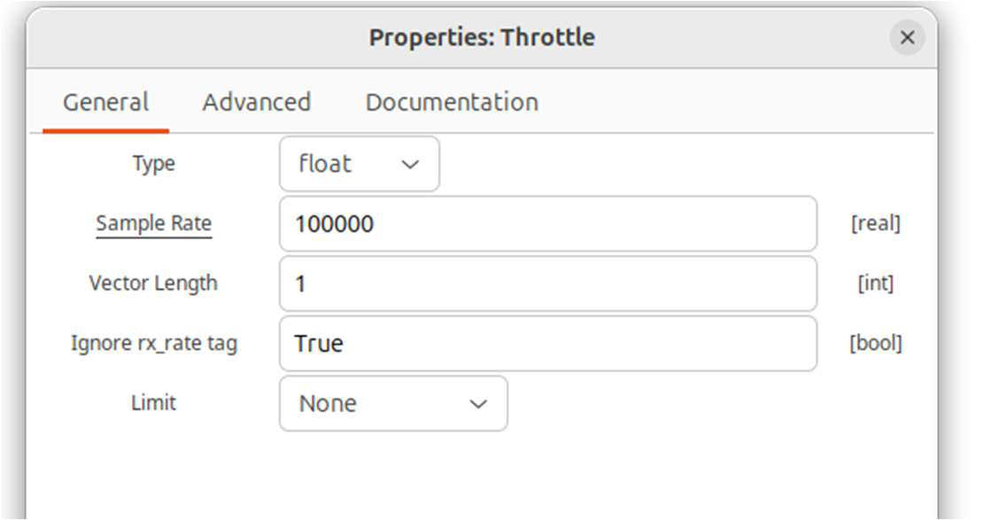 Properties: Throttle
General Advanced Documentation
Type float
Sample Rate 100000 [real]
Vector Length 1 [int]
Ignore rx_rate tag True [bool]
Limit None